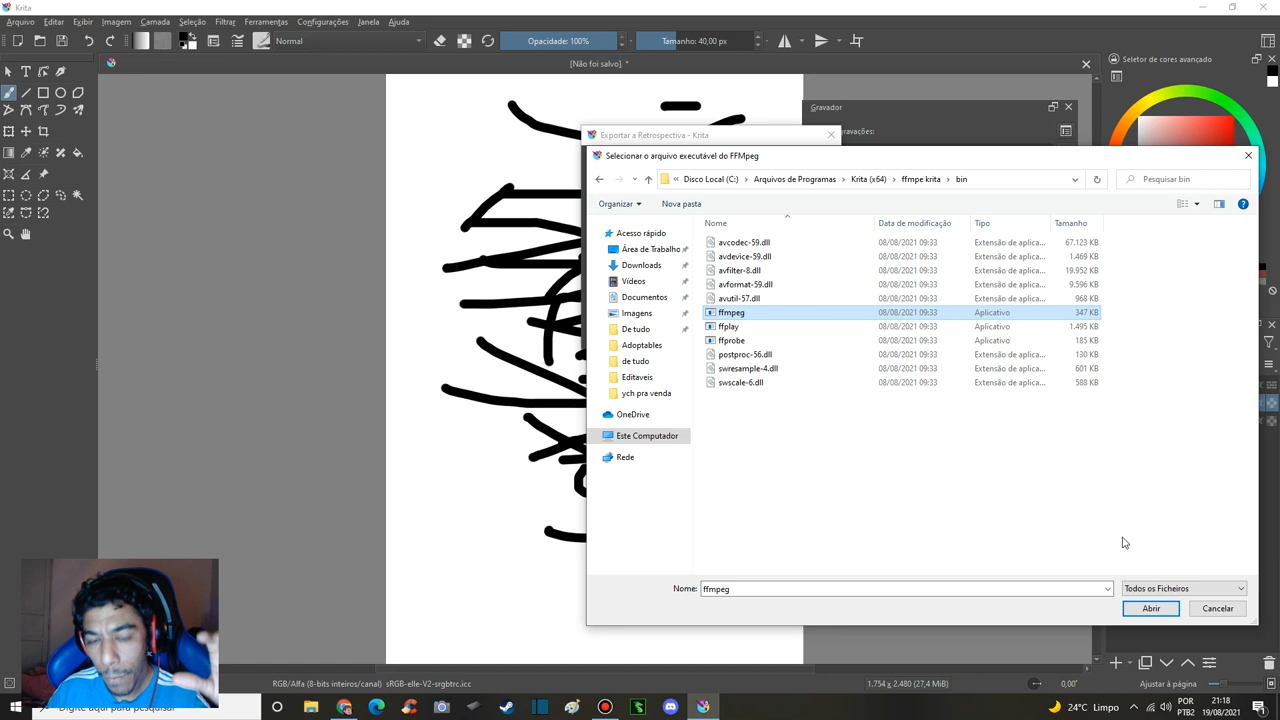 Krita
Arquivo Editar Exibir Imagem Camada Seleção Filtrar Ferramentas Configurações Janela Ajuda
Normal Opacidade: 100% Tamanho: 40,00 px
[Não foi salvo] *
Seletor de cores avançado
Gravador
Exportar a Retrospectiva - Krita
gravações:
Selecionar o arquivo executável do FFMpeg
« Disco Local (C:) › Arquivos de Programas › Krita (x64) › ffmpe krita › bin
Pesquisar bin
Organizar Nova pasta
Nome Data de modificação Tipo Tamanho
Acesso rápido
Área de Trabalho
Downloads
Vídeos
Documentos
Imagens
De tudo
Adoptables
de tudo
Editaveis
ych pra venda
OneDrive
Este Computador
Rede
avcodec-59.dll 08/08/2021 09:33 Extensão de aplica... 67.123 KB
avdevice-59.dll 08/08/2021 09:33 Extensão de aplica... 1.469 KB
avfilter-8.dll 08/08/2021 09:33 Extensão de aplica... 19.952 KB
avformat-59.dll 08/08/2021 09:33 Extensão de aplica... 9.596 KB
avutil-57.dll 08/08/2021 09:33 Extensão de aplica... 968 KB
ffmpeg 08/08/2021 09:33 Aplicativo 347 KB
ffplay 08/08/2021 09:33 Aplicativo 1.495 KB
ffprobe 08/08/2021 09:33 Aplicativo 185 KB
postproc-56.dll 08/08/2021 09:33 Extensão de aplica... 130 KB
swresample-4.dll 08/08/2021 09:33 Extensão de aplica... 601 KB
swscale-6.dll 08/08/2021 09:33 Extensão de aplica... 588 KB
Nome: ffmpeg Todos os Ficheiros
Abrir Cancelar
RGB/Alfa (8-bits inteiros/canal) sRGB-elle-V2-srgbtrc.icc 1.754 x 2.480 (27,4 MiB) 0,00° Ajustar à página
Digite aqui para pesquisar
24°C Limpo
POR
PTB2
21:18
19/08/2021